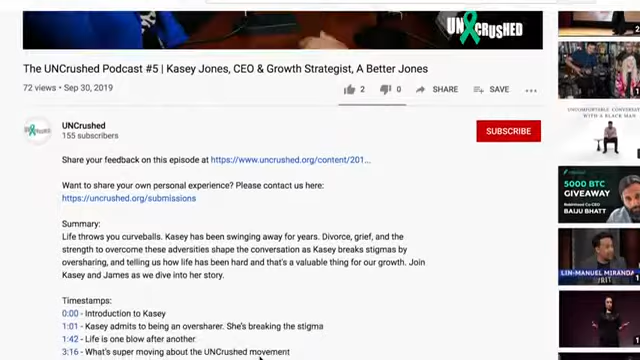 UNCRUSHED
The UNCrushed Podcast #5 | Kasey Jones, CEO & Growth Strategist, A Better Jones
72 views • Sep 30, 2019
2
0
SHARE
SAVE
UNCrushed
155 subscribers
SUBSCRIBE
Share your feedback on this episode at https://www.uncrushed.org/content/201...
Want to share your own personal experience? Please contact us here:
https://uncrushed.org/submissions
Summary:
Life throws you curveballs. Kasey has been swinging away for years. Divorce, grief, and the
strength to overcome these adversities shape the conversation as Kasey breaks stigmas by
oversharing, and telling us how life has been hard and that's a valuable thing for our growth. Join
Kasey and James as we dive into her story.
Timestamps:
0:00 - Introduction to Kasey
1:01 - Kasey admits to being an oversharer. She's breaking the stigma
1:42 - Life is one blow after another
3:16 - What's super moving about the UNCrushed movement
UNCOMFORTABLE CONVERSATIONS
WITH A BLACK MAN
5000 BTC
GIVEAWAY
BAIJU BHATT
LIN-MANUEL MIRANDA